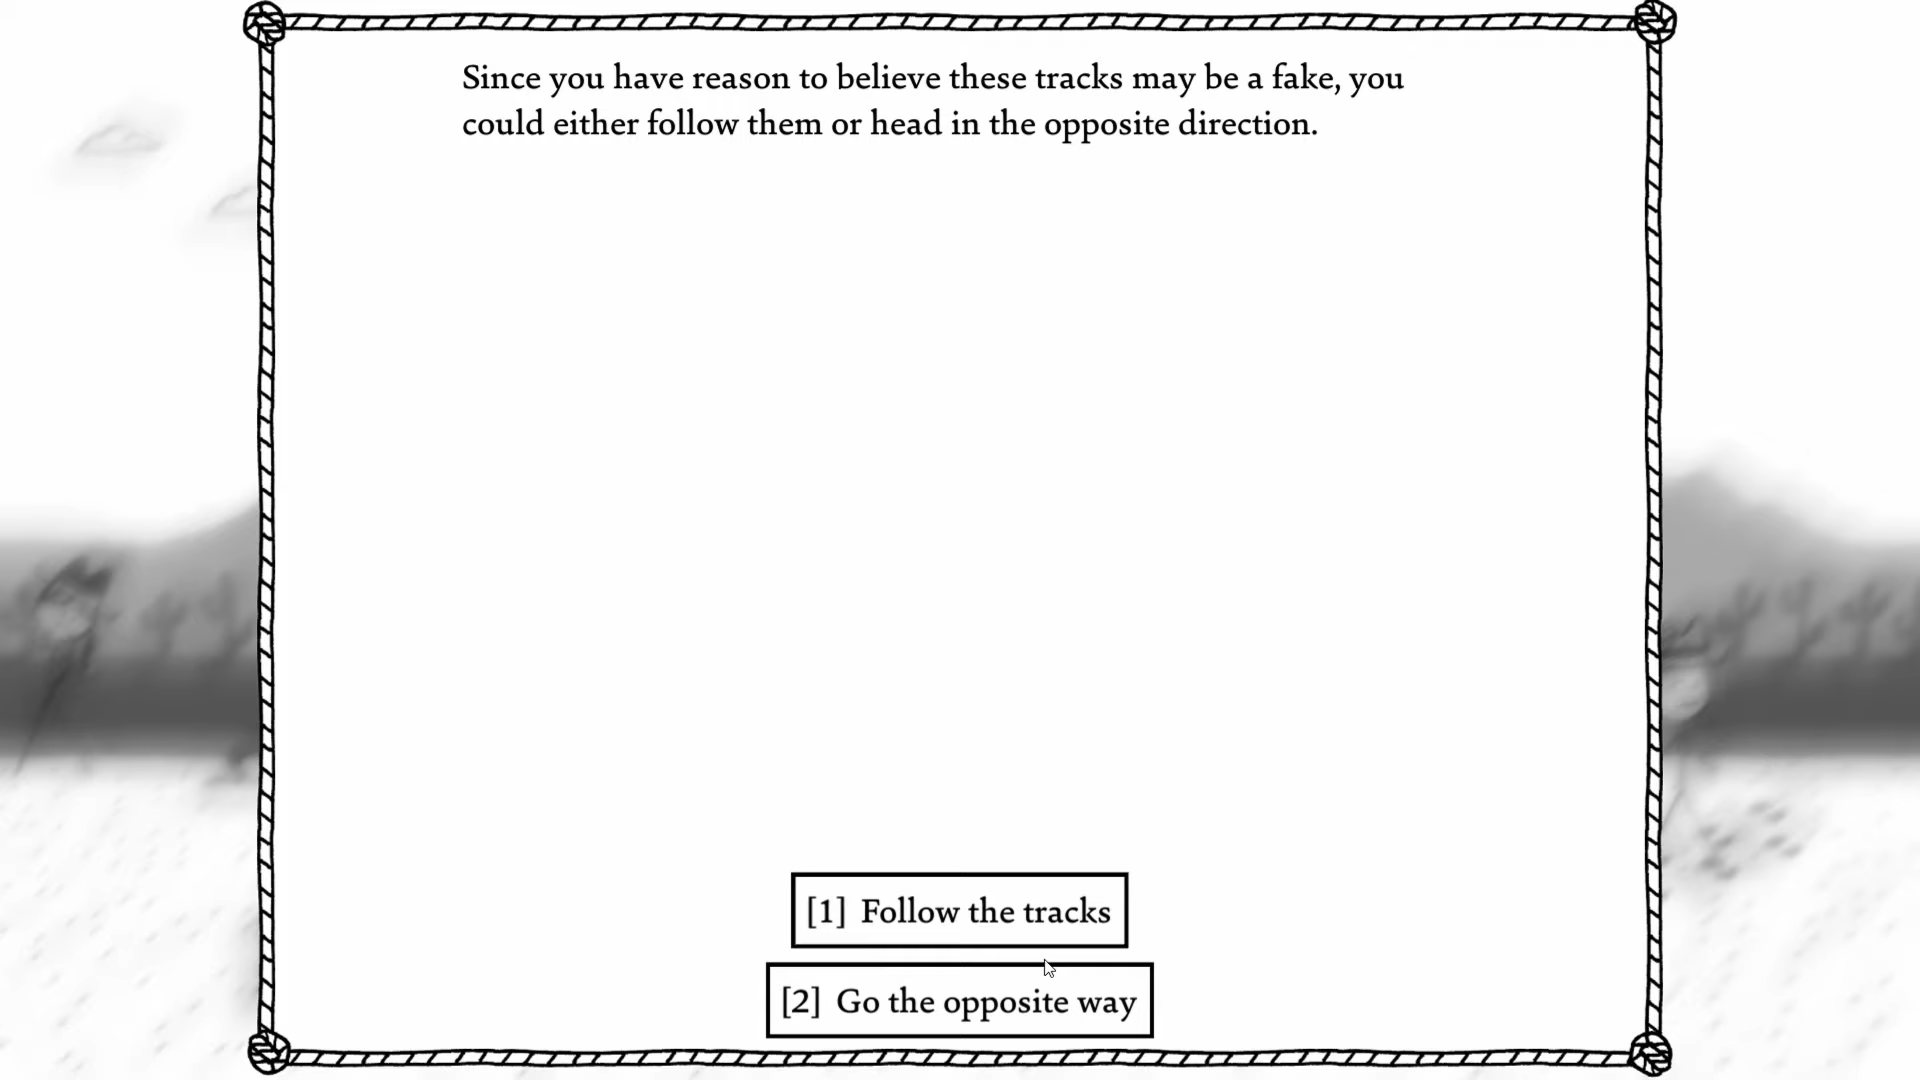 Since you have reason to believe these tracks may be a fake, you
could either follow them or head in the opposite direction.
[1] Follow the tracks
[2] Go the opposite way